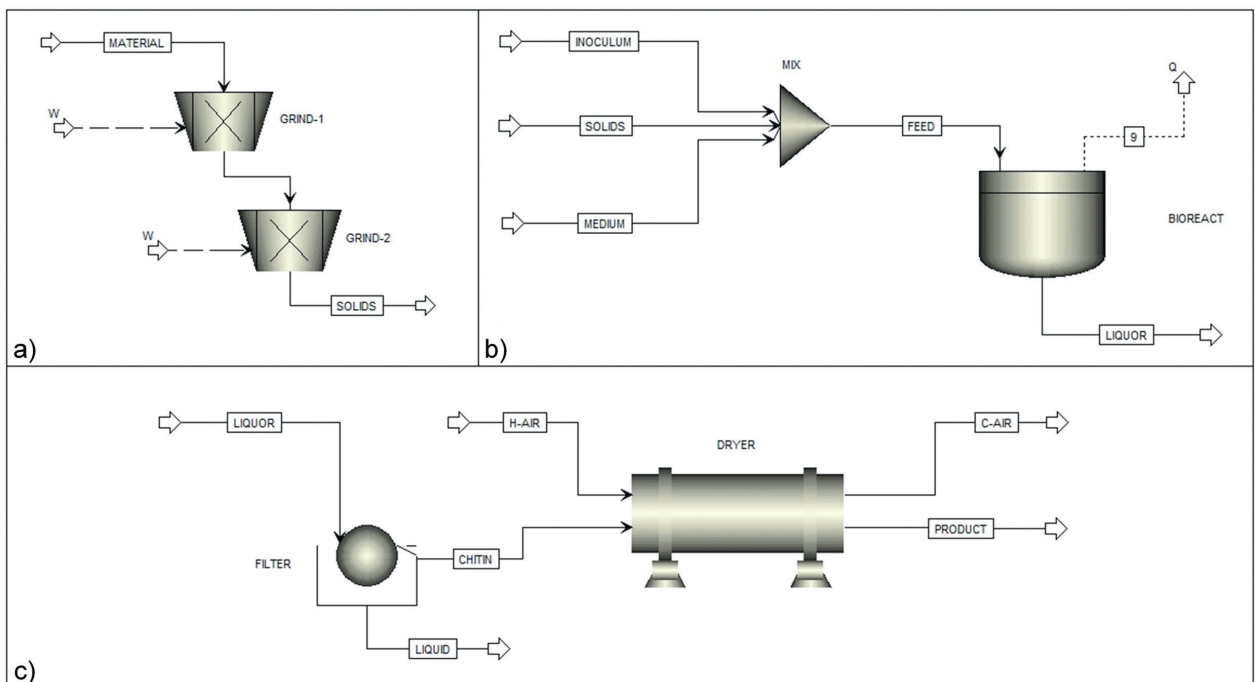 MATERIAL
W
GRIND-1
W
GRIND-2
SOLIDS
a)
INOCULUM
MIX
Q
SOLIDS
FEED
9
MEDIUM
BIOREACT
LIQUOR
b)
LIQUOR
H-AIR
C-AIR
DRYER
PRODUCT
FILTER
CHITIN
LIQUID
c)